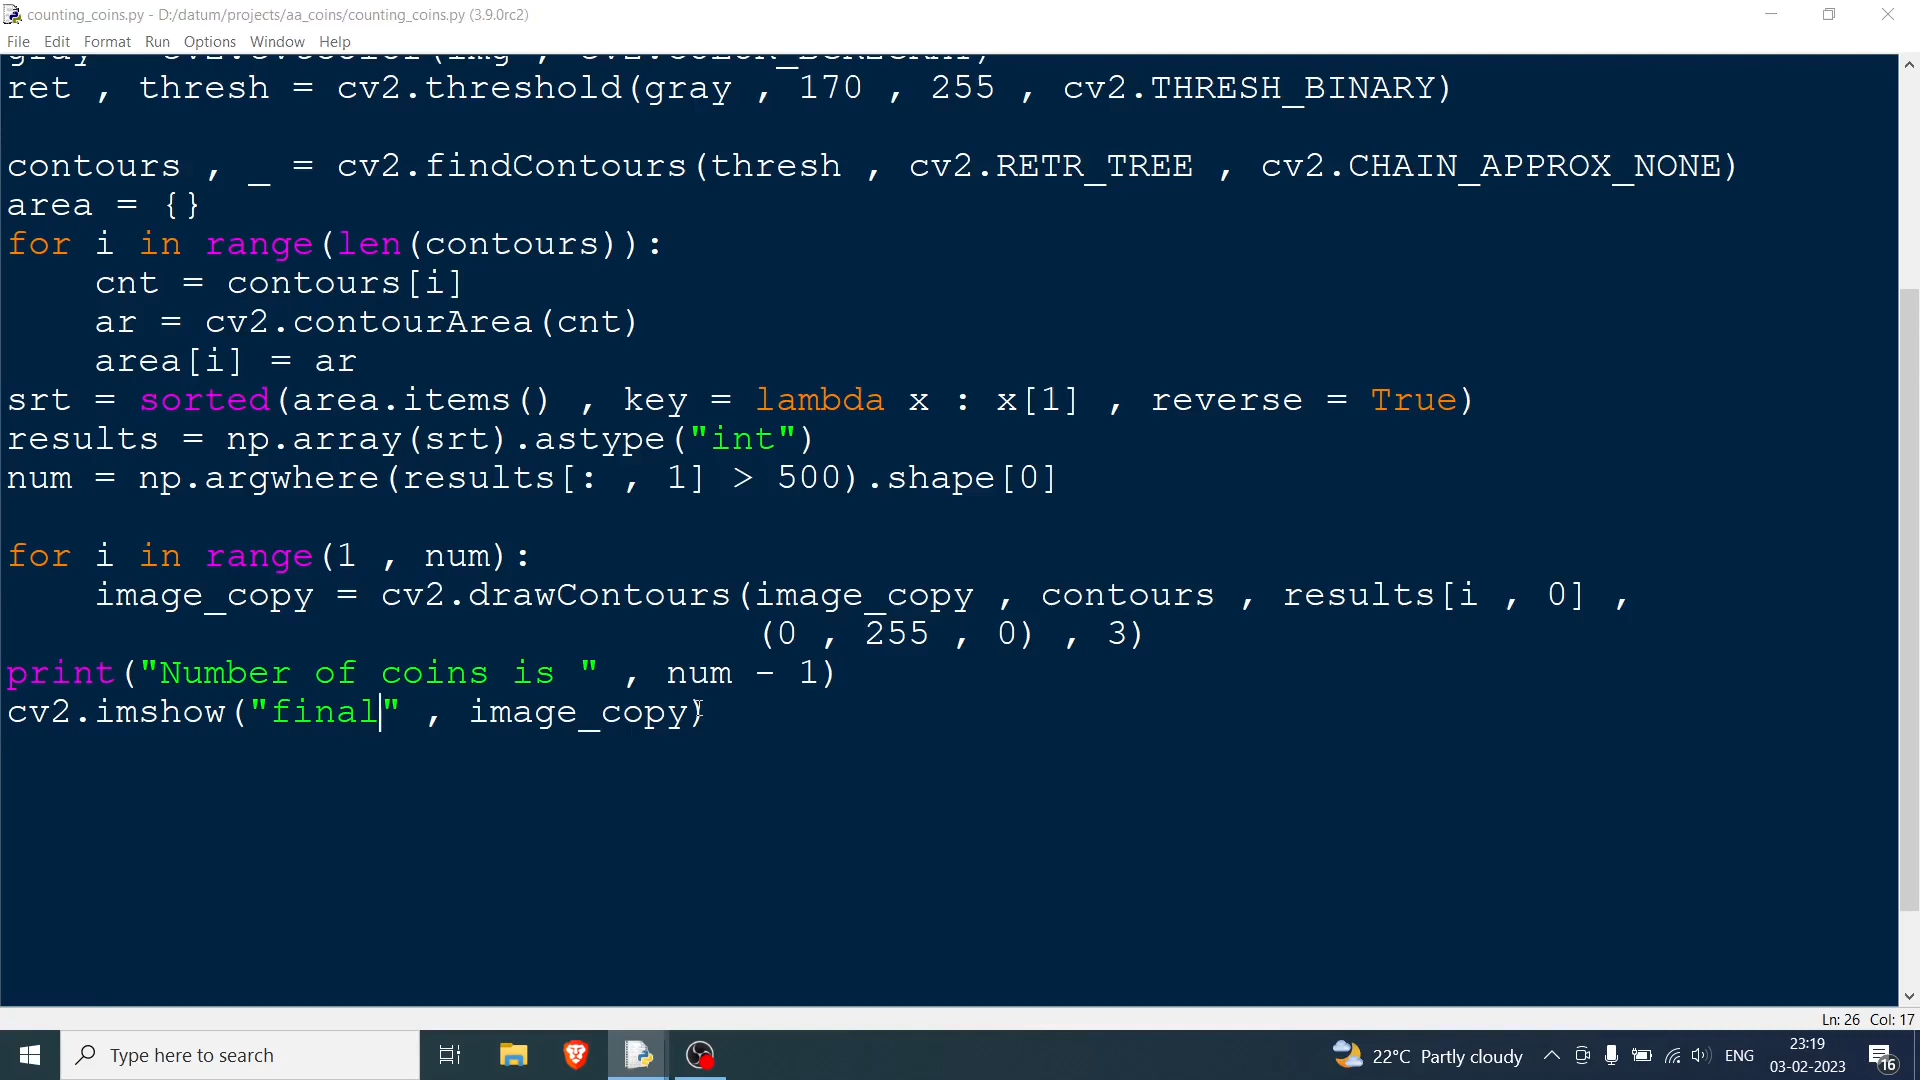 counting_coins.py - D:/datum/projects/aa_coins/counting_coins.py (3.9.0rc2)
File Edit Format Run Options Window Help
ret , thresh = cv2.threshold(gray , 170 , 255 , cv2.THRESH_BINARY)
contours , _ = cv2.findContours(thresh , cv2.RETR_TREE , cv2.CHAIN_APPROX_NONE)
area = {}
for i in range(len(contours)):
    cnt = contours[i]
    ar = cv2.contourArea(cnt)
    area[i] = ar
srt = sorted(area.items() , key = lambda x : x[1] , reverse = True)
results = np.array(srt).astype("int")
num = np.argwhere(results[: , 1] > 500).shape[0]
for i in range(1 , num):
    image_copy = cv2.drawContours(image_copy , contours , results[i , 0] ,
                                  (0 , 255 , 0) , 3)
print("Number of coins is " , num - 1)
cv2.imshow("final" , image_copy)
Ln: 26 Col: 17
Type here to search
22°C Partly cloudy
ENG
23:19
03-02-2023
16